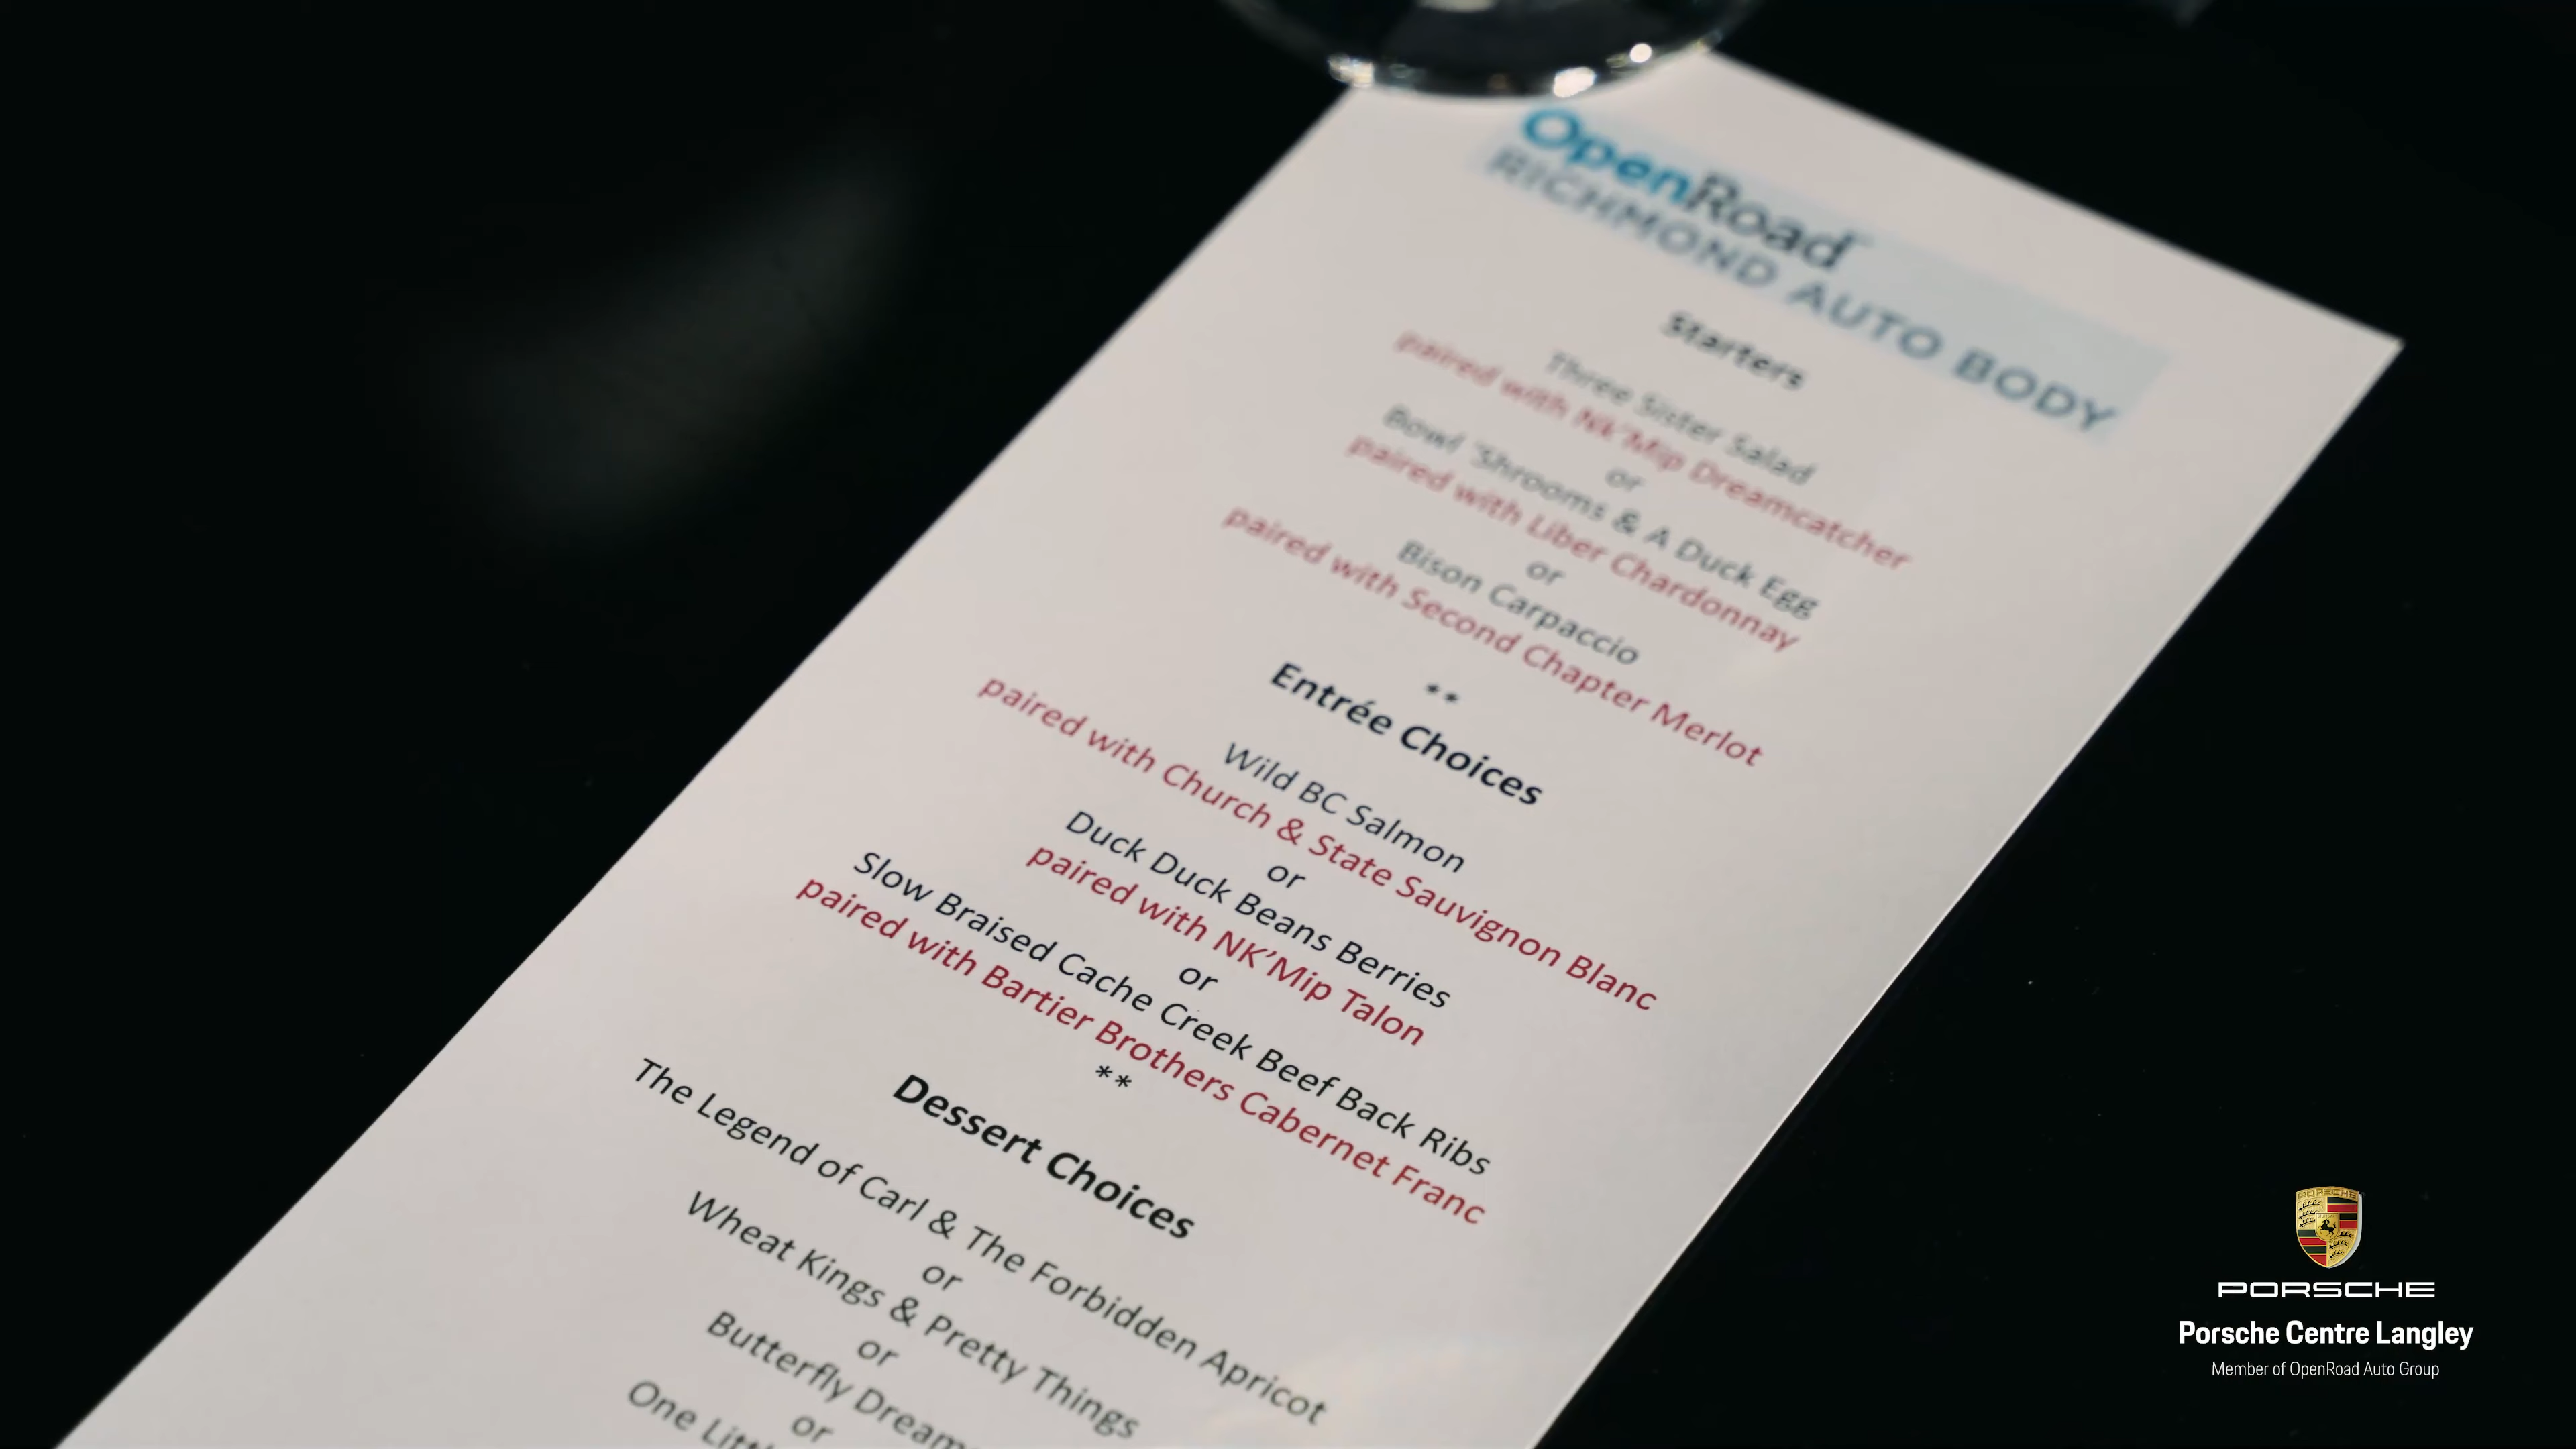 OpenRoad
RICHMOND AUTO BODY
Starters
Three Sister Salad
paired with Nk'Mip Dreamcatcher
or
Bowl 'Shrooms & A Duck Egg
paired with Liber Chardonnay
or
Bison Carpaccio
paired with Second Chapter Merlot
**
Entrée Choices
Wild BC Salmon
paired with Church & State Sauvignon Blanc
or
Duck Duck Beans Berries
paired with NK'Mip Talon
or
Slow Braised Cache Creek Beef Back Ribs
paired with Bartier Brothers Cabernet Franc
**
Dessert Choices
The Legend of Carl & The Forbidden Apricot
or
Wheat Kings & Pretty Things
or
Butterfly
or
One
PORSCHE
PORSCHE
Porsche Centre Langley
Member of OpenRoad Auto Group